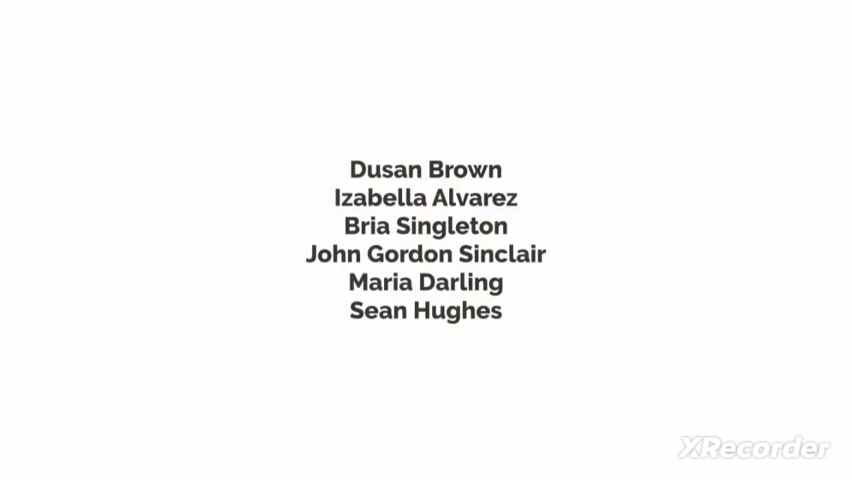 Dusan Brown
Izabella Alvarez
Bria Singleton
John Gordon Sinclair
Maria Darling
Sean Hughes
XRecorder